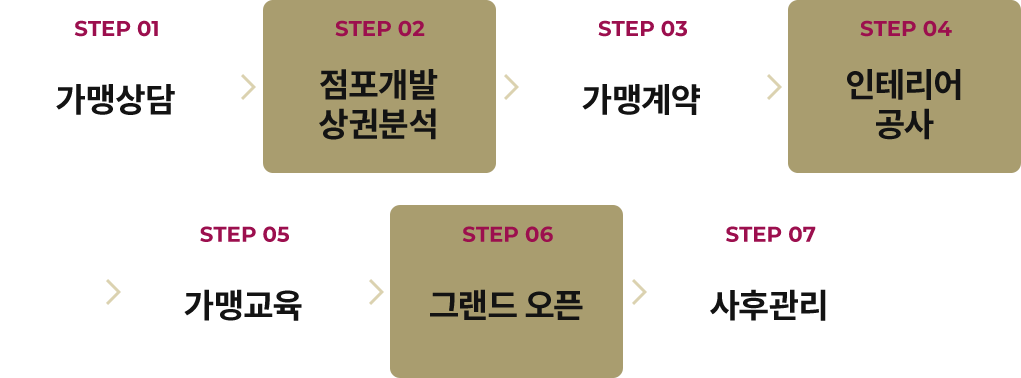 STEP 01
가맹상담
STEP 02
점포개발
상권분석
STEP 03
가맹계약
STEP 04
인테리어
공사
STEP 05
가맹교육
STEP 06
그랜드 오픈
STEP 07
사후관리